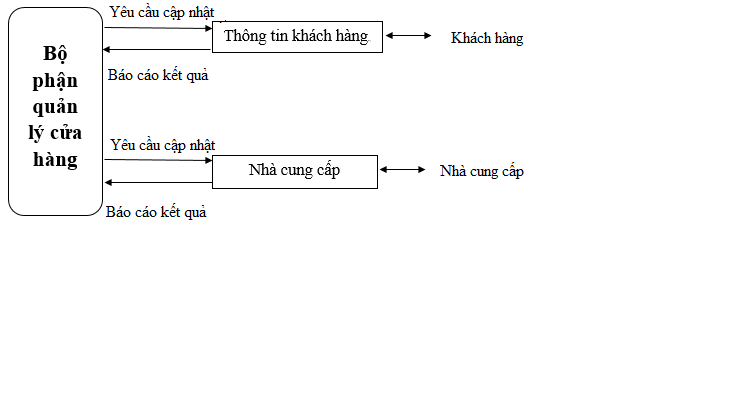 Yêu cầu cập nhật
Thông tin khách hàng
Khách hàng
Báo cáo kết quả
Bộ
phận
quản
lý cửa
hàng
Yêu cầu cập nhật
Nhà cung cấp
Nhà cung cấp
Báo cáo kết quả